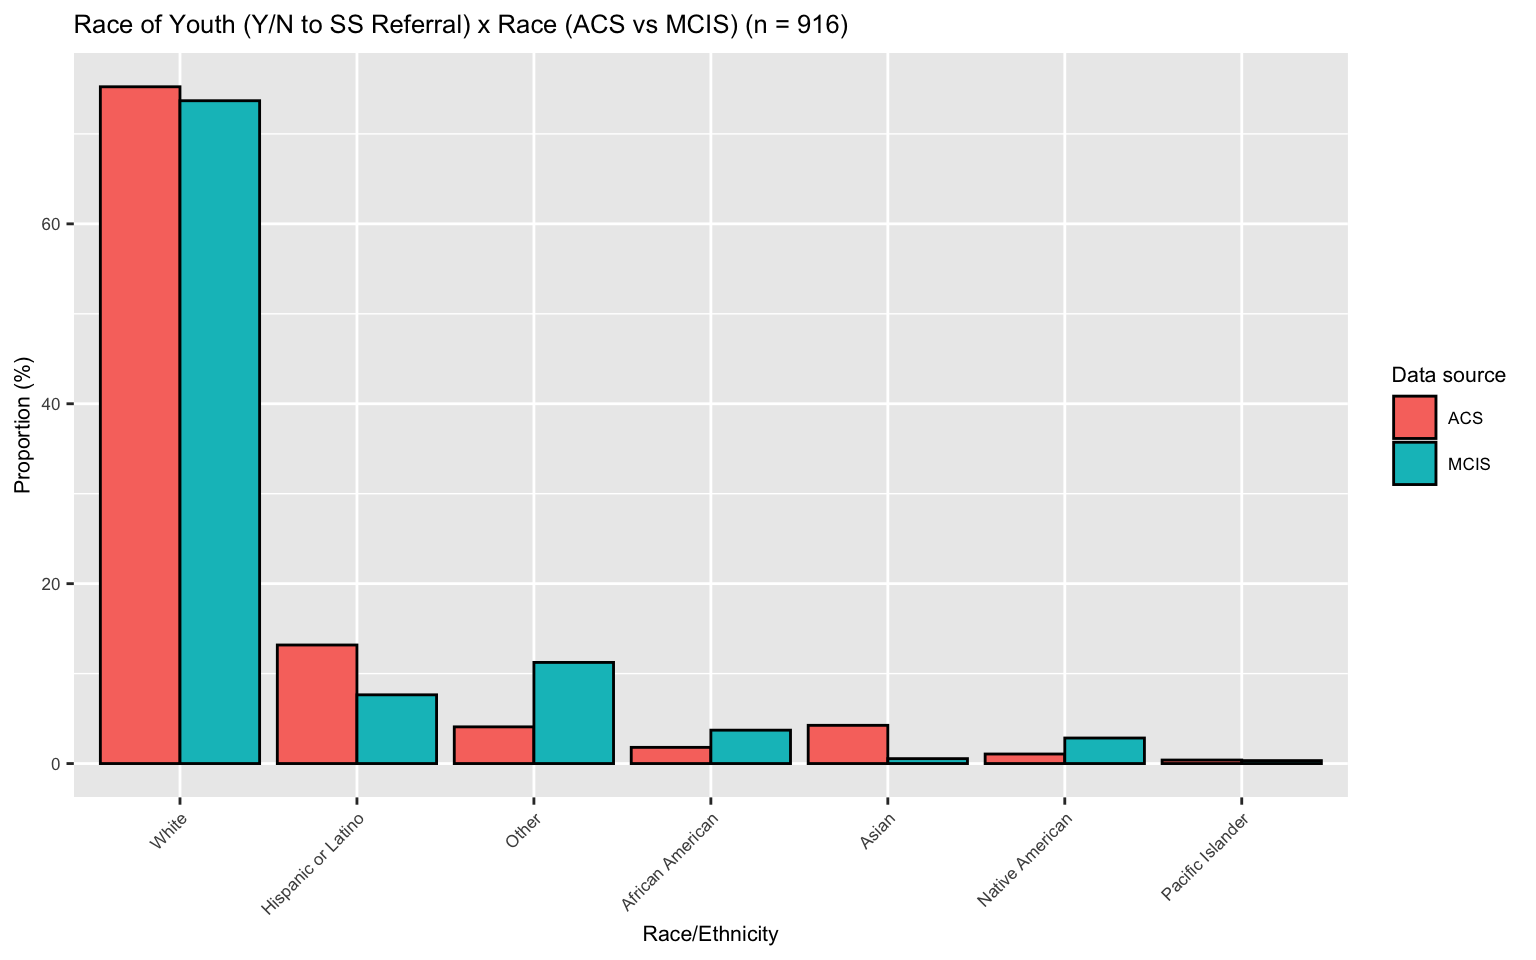 Race of Youth (Y/N to SS Referral) x Race (ACS vs MCIS) (n = 916)
Proportion (%)
60
40
20
0
White
Hispanic or Latino
Other
African American
Asian
Native American
Pacific Islander
Race/Ethnicity
Data source
ACS
MCIS